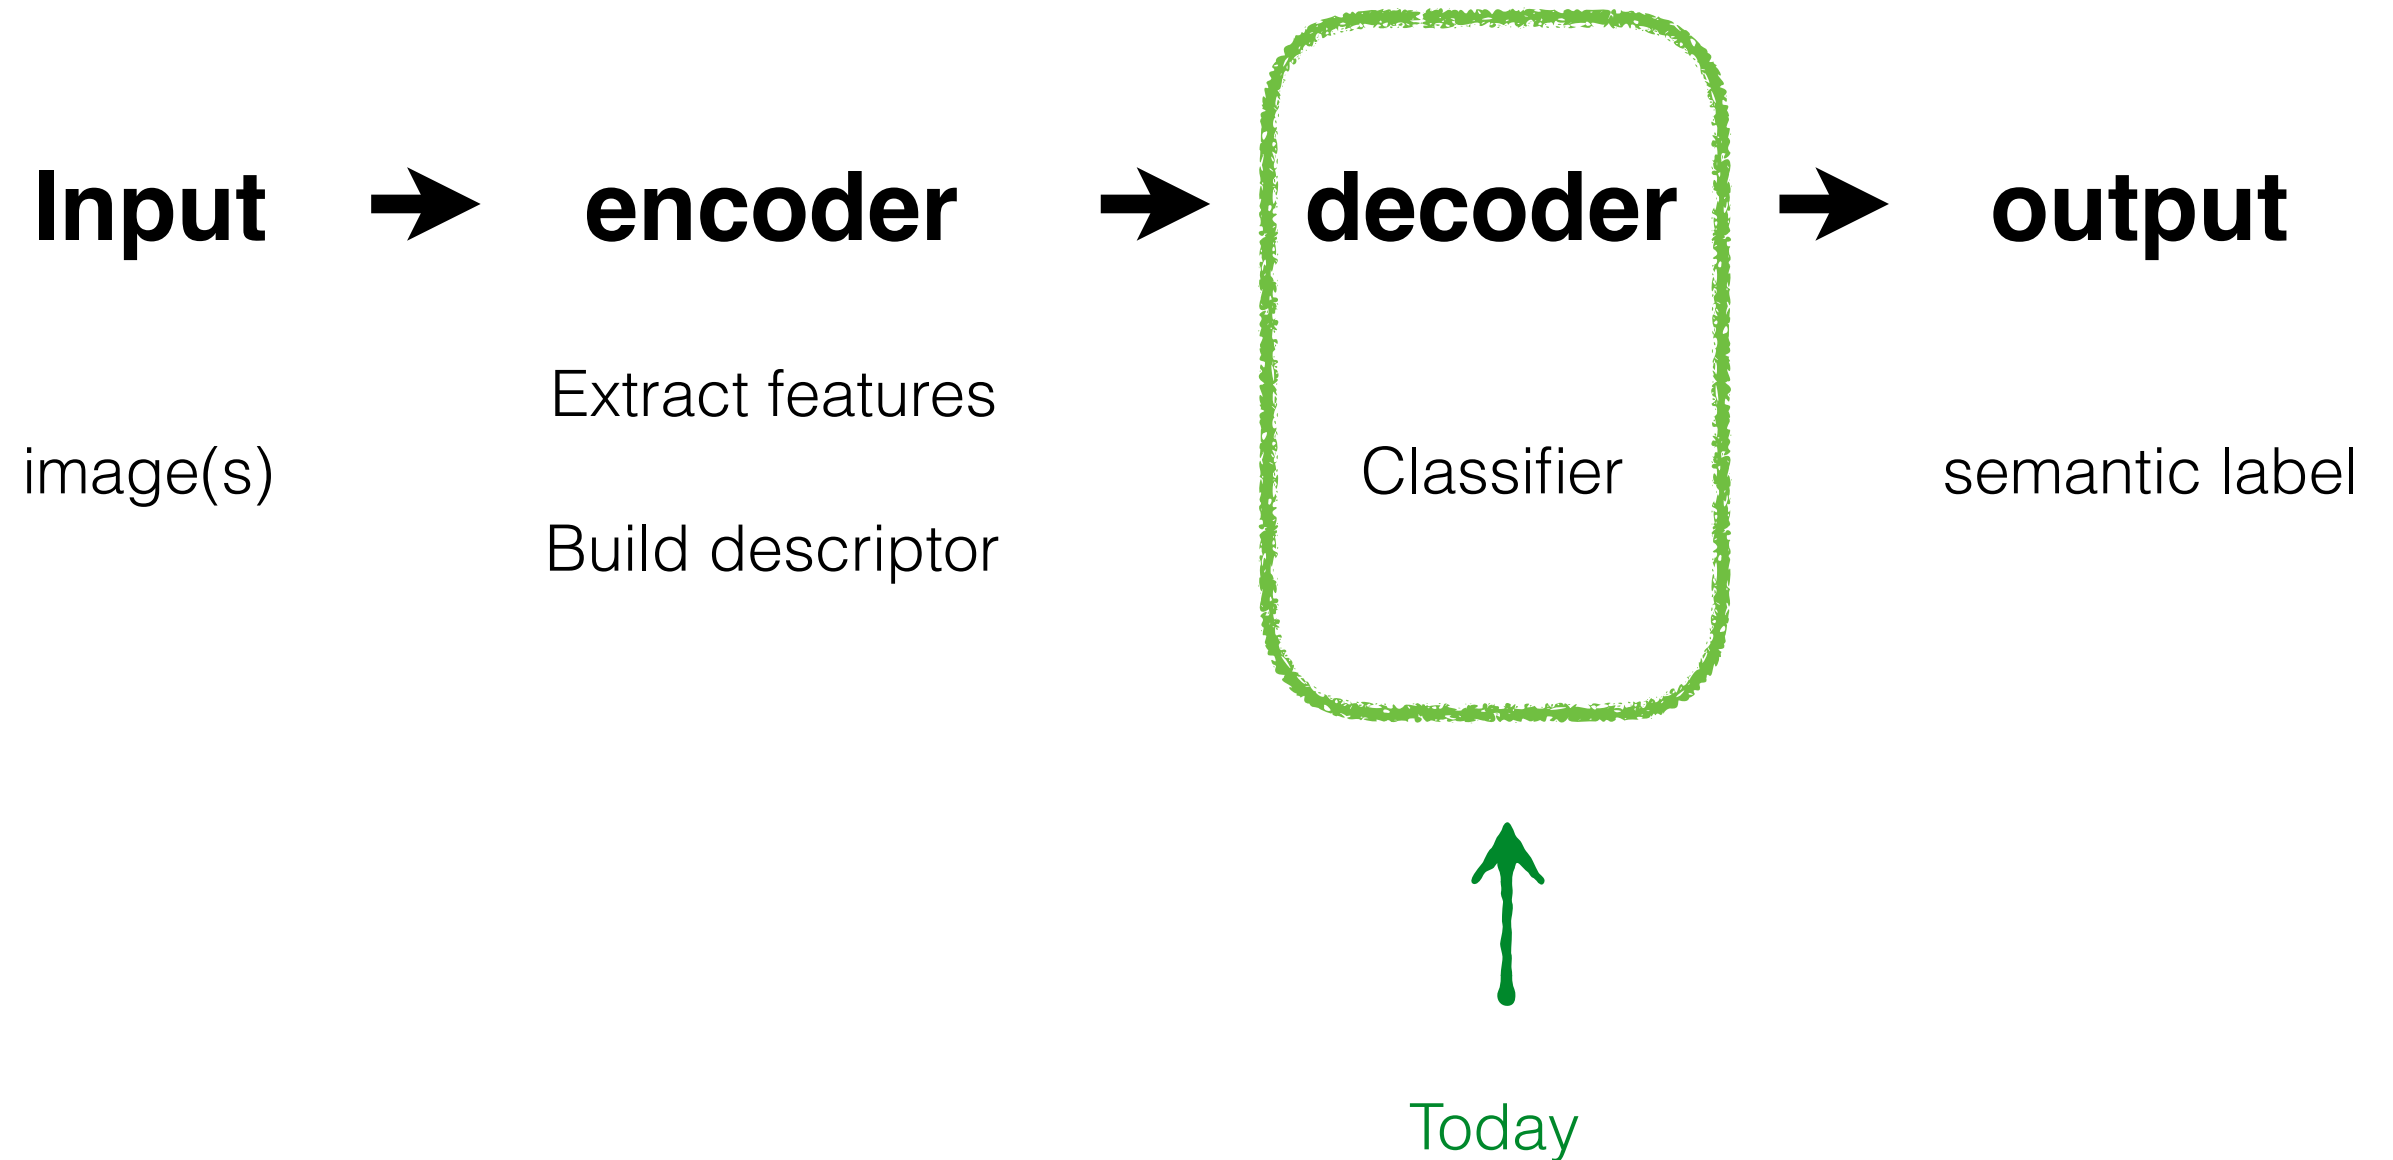 Input encoder decoder output
Extract features
image(s) Classifier semantic label
Build descriptor
Today